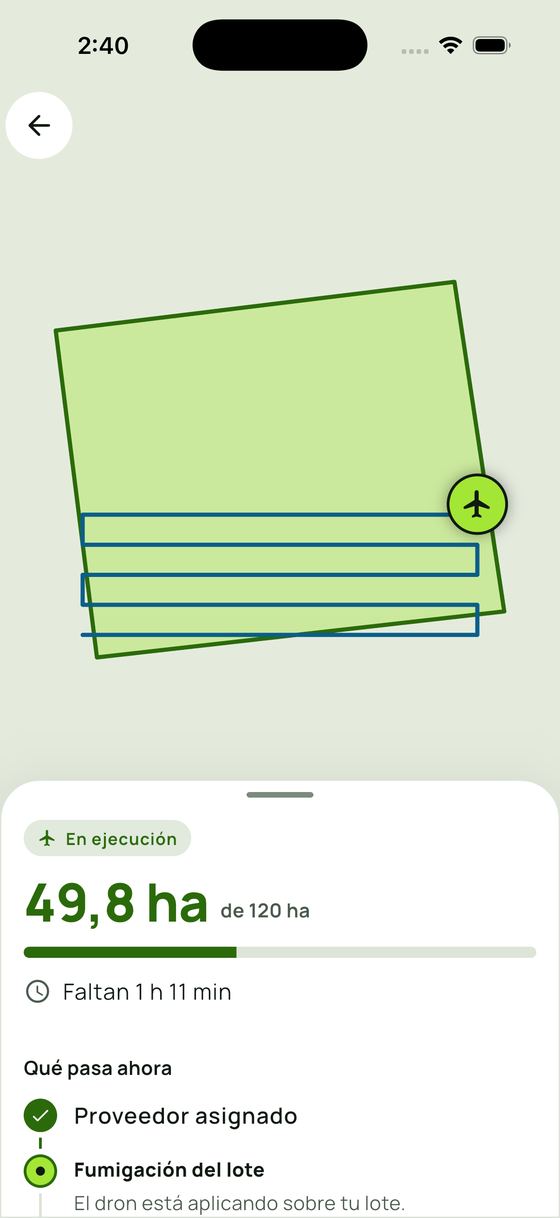 2:40
En ejecución
49,8 ha de 120 ha
Faltan 1 h 11 min
Qué pasa ahora
Proveedor asignado
Fumigación del lote
El dron está aplicando sobre tu lote.